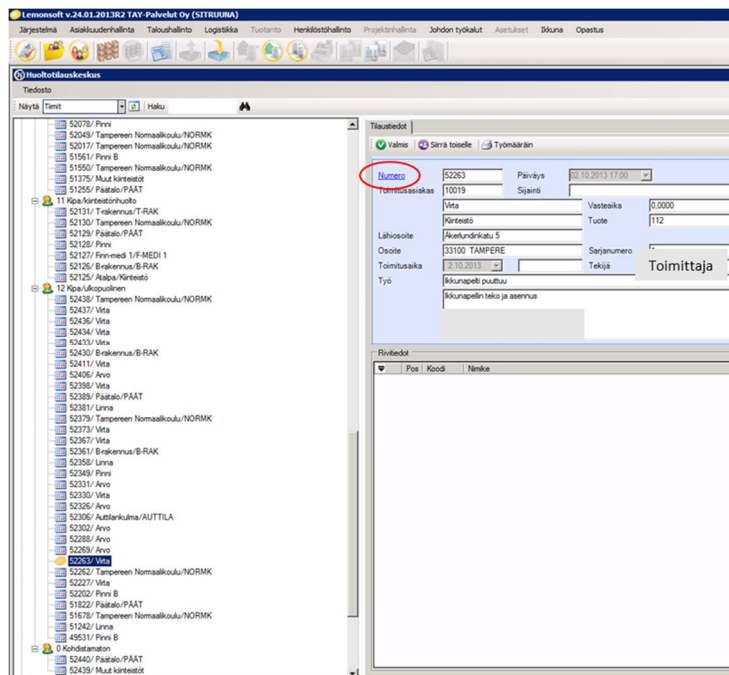 Lemonsoft v.24.01.2013R2 TAY-Palvelut Oy (SITRUUNA)
Järjestelmä Asiakkuudenhallinta Taloushallinto Logistiikka Tuotanto Henkilöstöhallinto Projektinhallinta Johdon työkalut Asetukset Ikkuna Opastus
Huoltotilauskeskus
Tiedosto
Näytä Tiimit Haku
52078/ Pinni
52049/ Tampereen Normaalikoulu/NORMK
52017/ Tampereen Normaalikoulu/NORMK
51561/ Pinni B
51550/ Tampereen Normaalikoulu/NORMK
51375/ Muut kiinteistöt
51255/ Päätalo/PÄÄT
11 Kipa/kiinteistönhuolto
52131/ T-rakennus/T-RAK
52130/ Tampereen Normaalikoulu/NORMK
52129/ Päätalo/PÄÄT
52128/ Pinni
52127/ Finn-medi 1/F-MEDI 1
52126/ B-rakennus/B-RAK
52125/ Atalpa/Kiinteistö
12 Kipa/ulkopuolinen
52438/ Tampereen Normaalikoulu/NORMK
52437/ Virta
52436/ Virta
52434/ Virta
52433/ Virta
52430/ B-rakennus/B-RAK
52411/ Virta
52406/ Arvo
52398/ Virta
52389/ Päätalo/PÄÄT
52381/ Linna
52379/ Tampereen Normaalikoulu/NORMK
52373/ Virta
52367/ Virta
52361/ B-rakennus/B-RAK
52358/ Linna
52349/ Pinni
52331/ Arvo
52330/ Virta
52326/ Arvo
52306/ Auttilankulma/AUTTILA
52302/ Arvo
52288/ Arvo
52269/ Arvo
52263/ Virta
52262/ Tampereen Normaalikoulu/NORMK
52227/ Virta
52202/ Pinni B
51822/ Päätalo/PÄÄT
51678/ Tampereen Normaalikoulu/NORMK
51242/ Linna
49531/ Pinni B
0 Kohdistamaton
52440/ Päätalo/PÄÄT
52439/ Muut kiinteistöt
Tilaustiedot
Valmis Siirrä toiselle Työmääräin
Numero 52263 Päiväys 02.10.2013 17:00
Toimitusasiakas 10019 Sijainti
Virta Vasteaika 0,0000
Kiinteistö Tuote 112
Lähiosoite Åkerlundinkatu 5
Osoite 33100 TAMPERE Sarjanumero
Toimitusaika 2.10.2013 Tekijä Toimittaja
Työ Ikkunapelti puuttuu
Ikkunapellin teko ja asennus
Rivitiedot
Pos Koodi Nimike